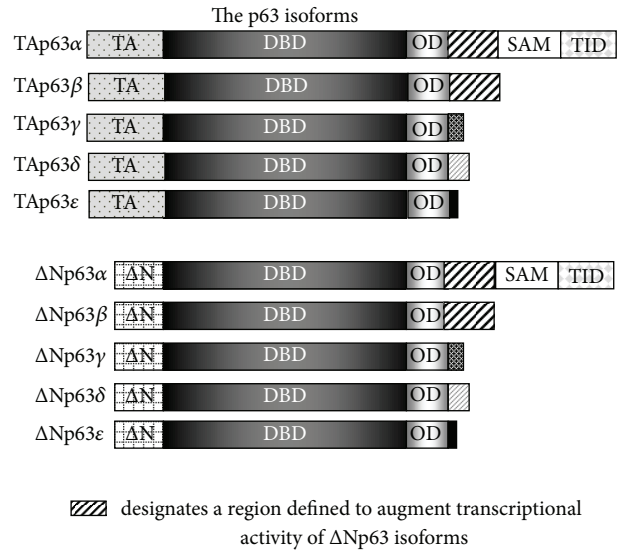 The p63 isoforms
TAp63α TA DBD OD SAM TID
TAp63β TA DBD OD
TAp63γ TA DBD OD
TAp63δ TA DBD OD
TAp63ε TA DBD OD
ΔNp63α ΔN DBD OD SAM TID
ΔNp63β ΔN DBD OD
ΔNp63γ ΔN DBD OD
ΔNp63δ ΔN DBD OD
ΔNp63ε ΔN DBD OD
designates a region defined to augment transcriptional
activity of ΔNp63 isoforms